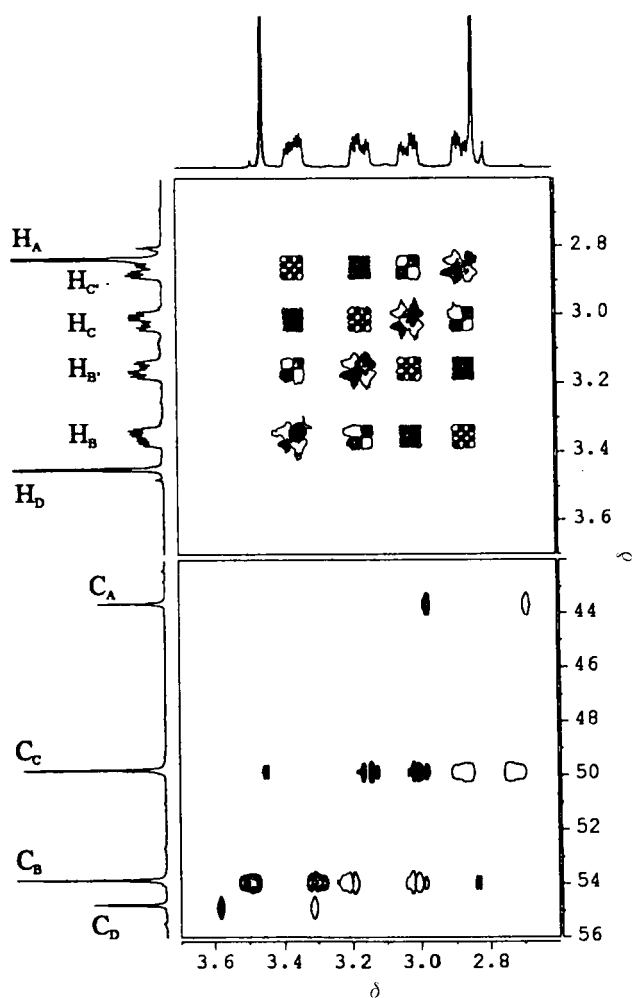 H_A
2.8
H_C'
H_C
3.0
H_B'
3.2
H_B
3.4
H_D
3.6
δ
C_A
44
46
48
C_C
50
52
C_B
54
C_D
56
3.6 3.4 3.2 3.0 2.8
δ